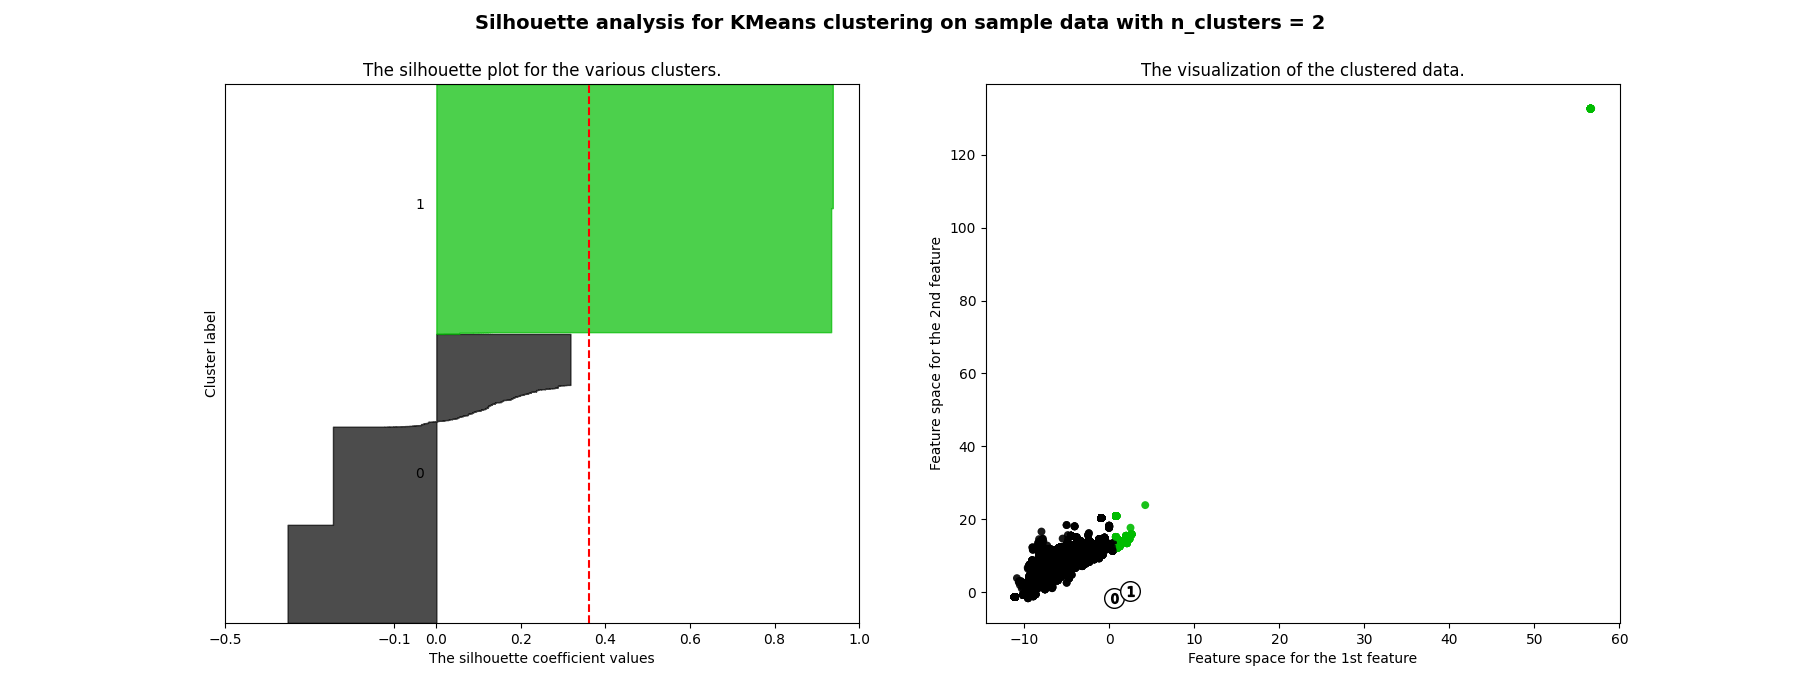 Silhouette analysis for KMeans clustering on sample data with n_clusters = 2
The silhouette plot for the various clusters.
1
0
Cluster label
−0.5 −0.1 0.0 0.2 0.4 0.6 0.8 1.0
The silhouette coefficient values
The visualization of the clustered data.
120
100
80
60
40
20
0
Feature space for the 2nd feature
0 1
−10 0 10 20 30 40 50 60
Feature space for the 1st feature